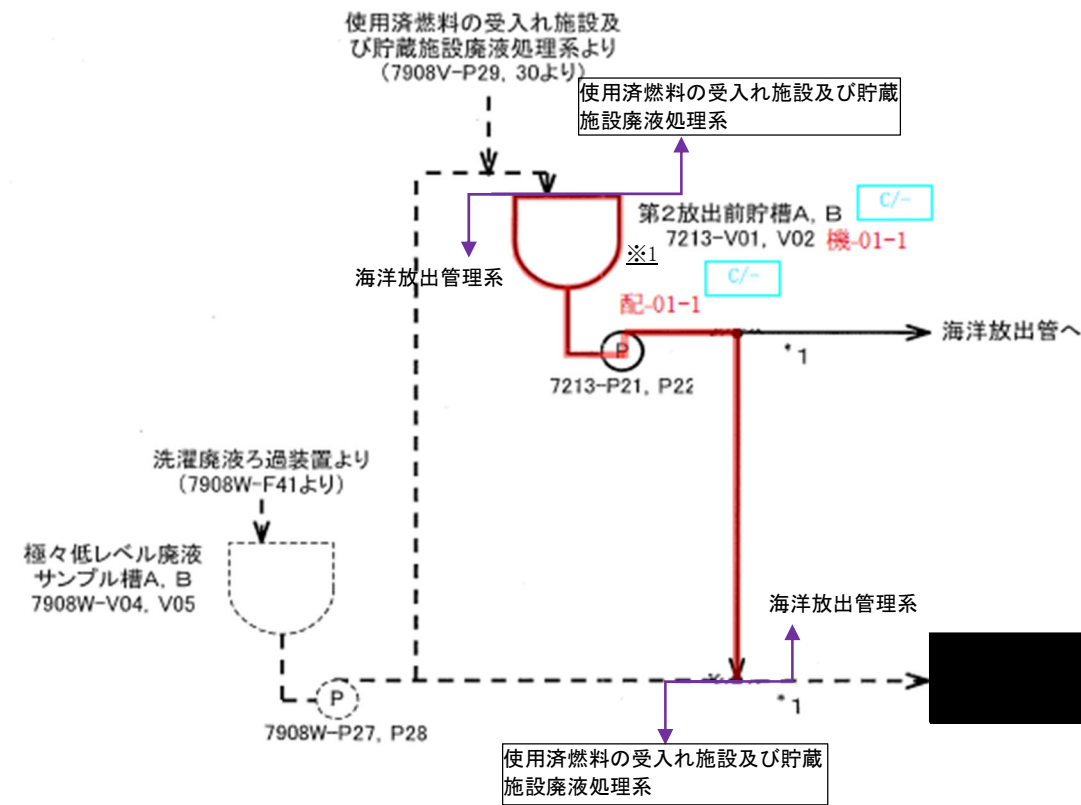 使用済燃料の受入れ施設及
び貯蔵施設廃液処理系より
(7908V-P29, 30より)
使用済燃料の受入れ施設及び貯蔵
施設廃液処理系
C/-
第2放出前貯槽A, B
7213-V01, V02 機-01-1
※1
海洋放出管理系
C/-
配-01-1
P
海洋放出管へ
*1
7213-P21, P22
洗濯廃液ろ過装置より
(7908W-F41より)
極々低レベル廃液
サンプル槽A, B
7908W-V04, V05
海洋放出管理系
P
*1
7908W-P27, P28
使用済燃料の受入れ施設及び貯蔵
施設廃液処理系